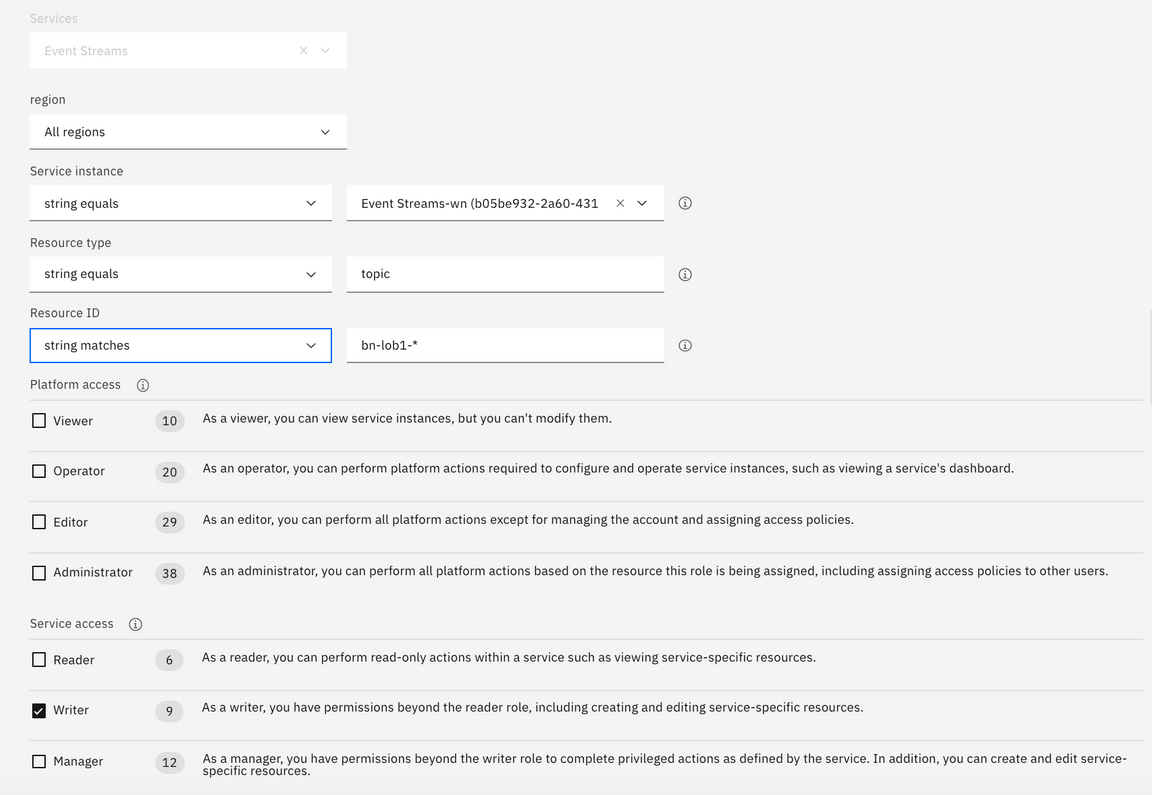 Services
Event Streams
region
All regions
Service instance
string equals
Event Streams-wn (b05be932-2a60-431
Resource type
string equals
topic
Resource ID
string matches
bn-lob1-*
Platform access
Viewer 10 As a viewer, you can view service instances, but you can't modify them.
Operator 20 As an operator, you can perform platform actions required to configure and operate service instances, such as viewing a service's dashboard.
Editor 29 As an editor, you can perform all platform actions except for managing the account and assigning access policies.
Administrator 38 As an administrator, you can perform all platform actions based on the resource this role is being assigned, including assigning access policies to other users.
Service access
Reader 6 As a reader, you can perform read-only actions within a service such as viewing service-specific resources.
Writer 9 As a writer, you have permissions beyond the reader role, including creating and editing service-specific resources.
Manager 12 As a manager, you have permissions beyond the writer role to complete privileged actions as defined by the service. In addition, you can create and edit service-
specific resources.